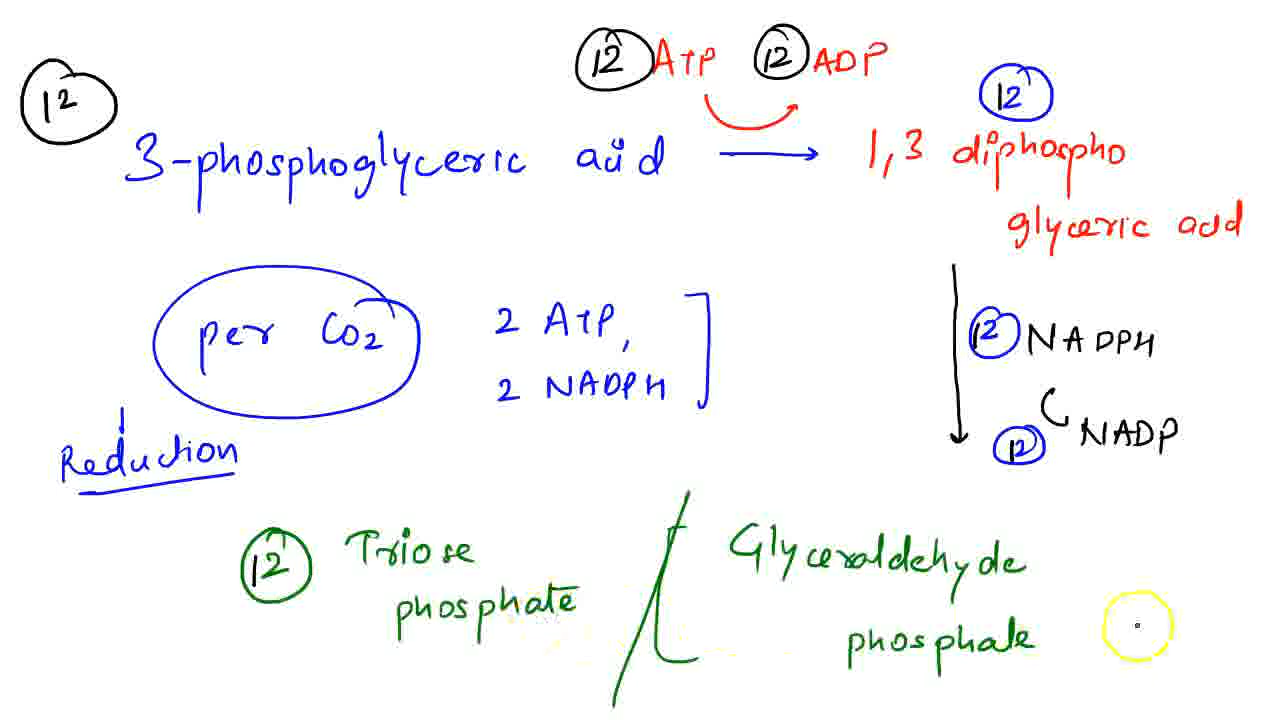 12 ATP 12 ADP
12 12
3-phosphoglyceric acid → 1,3 diphospho
glyceric acid
per CO2 2 ATP,
2 NADPH
12 NADPH
12 NADP
Reduction
12 Triose phosphate / Glyceraldehyde phosphate